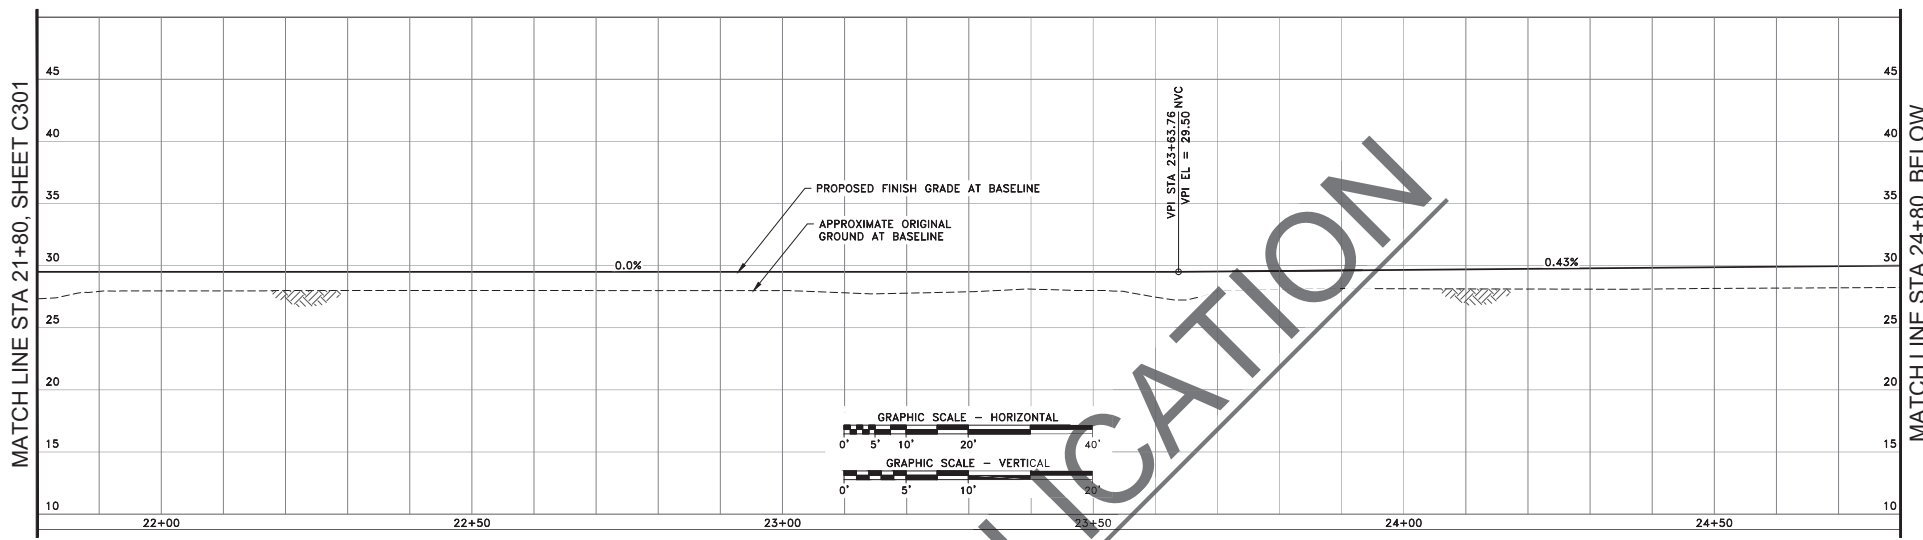 MATCH LINE STA 21+80, SHEET C301
45
45
40
40
35
35
30
30
25
25
20
20
15
15
10
10
VPI STA 23+63.76 NVC
VPI EL = 29.50
PROPOSED FINISH GRADE AT BASELINE
APPROXIMATE ORIGINAL
GROUND AT BASELINE
0.0%
0.43%
GRAPHIC SCALE – HORIZONTAL
0' 5' 10' 20' 40'
GRAPHIC SCALE – VERTICAL
0' 5' 10' 20'
22+00 22+50 23+00 23+50 24+00 24+50
MATCH LINE STA 24+80, BELOW
LICATION